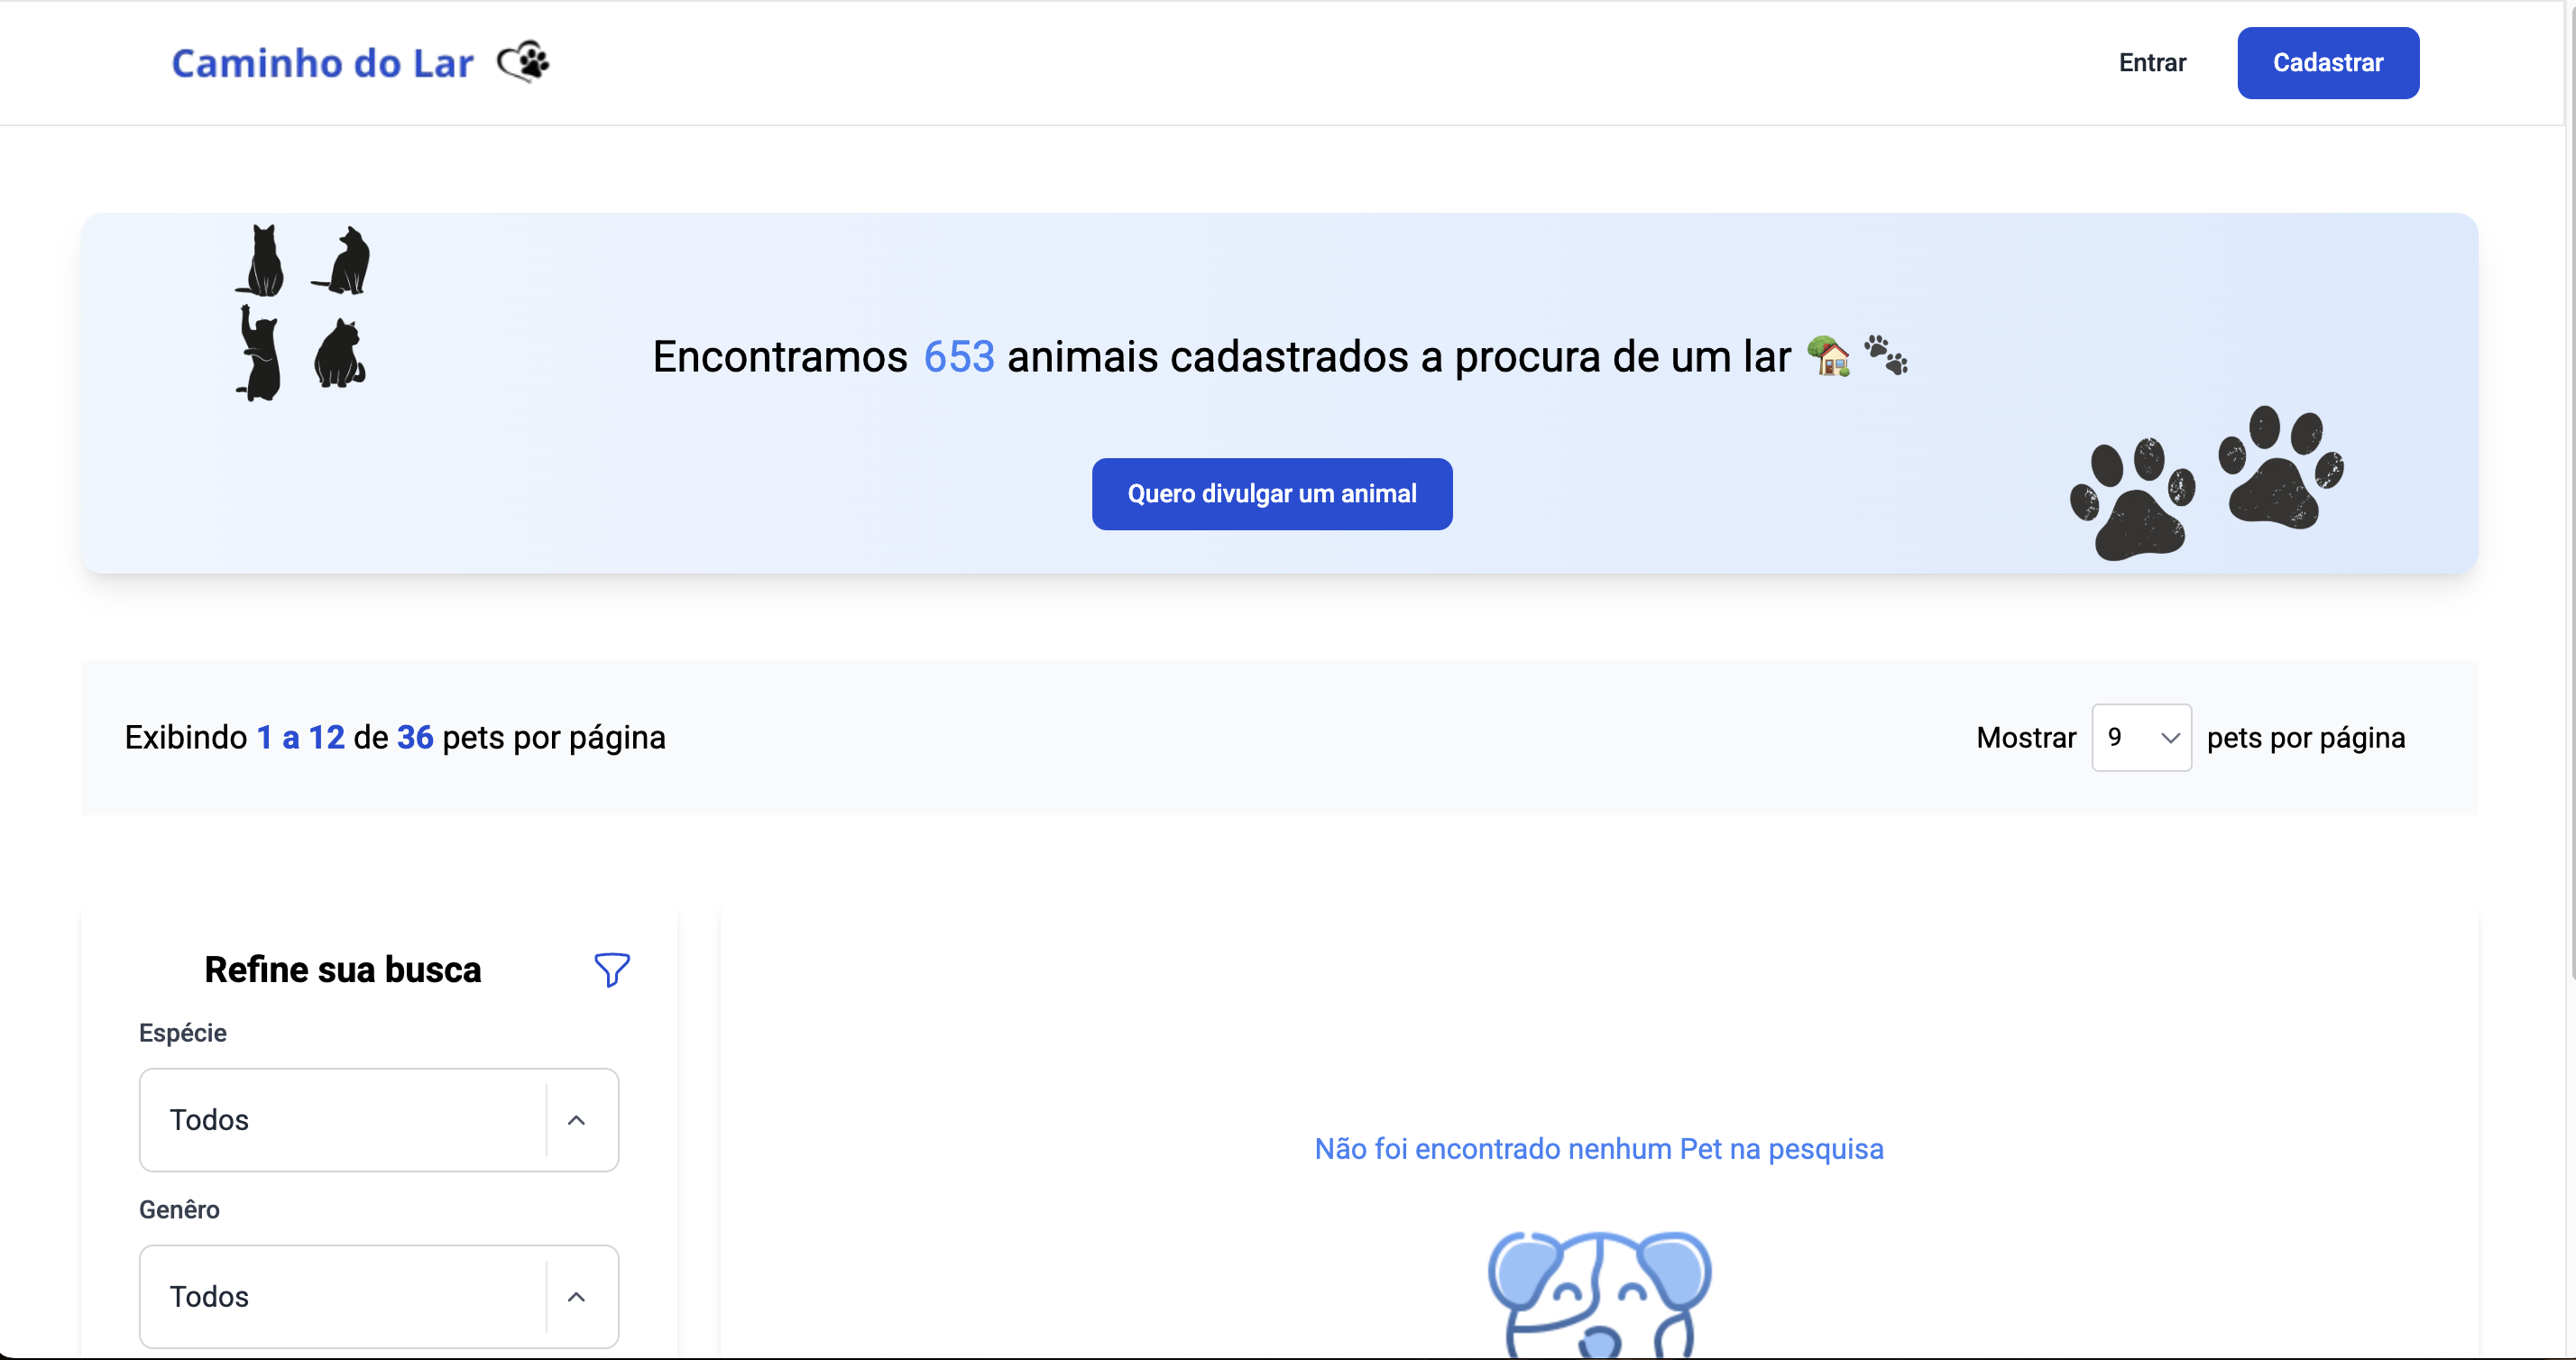 Caminho do Lar
Entrar
Cadastrar
Encontramos 653 animais cadastrados a procura de um lar
Quero divulgar um animal
Exibindo 1 a 12 de 36 pets por página
Mostrar 9 pets por página
Refine sua busca
Espécie
Todos
Genêro
Todos
Não foi encontrado nenhum Pet na pesquisa